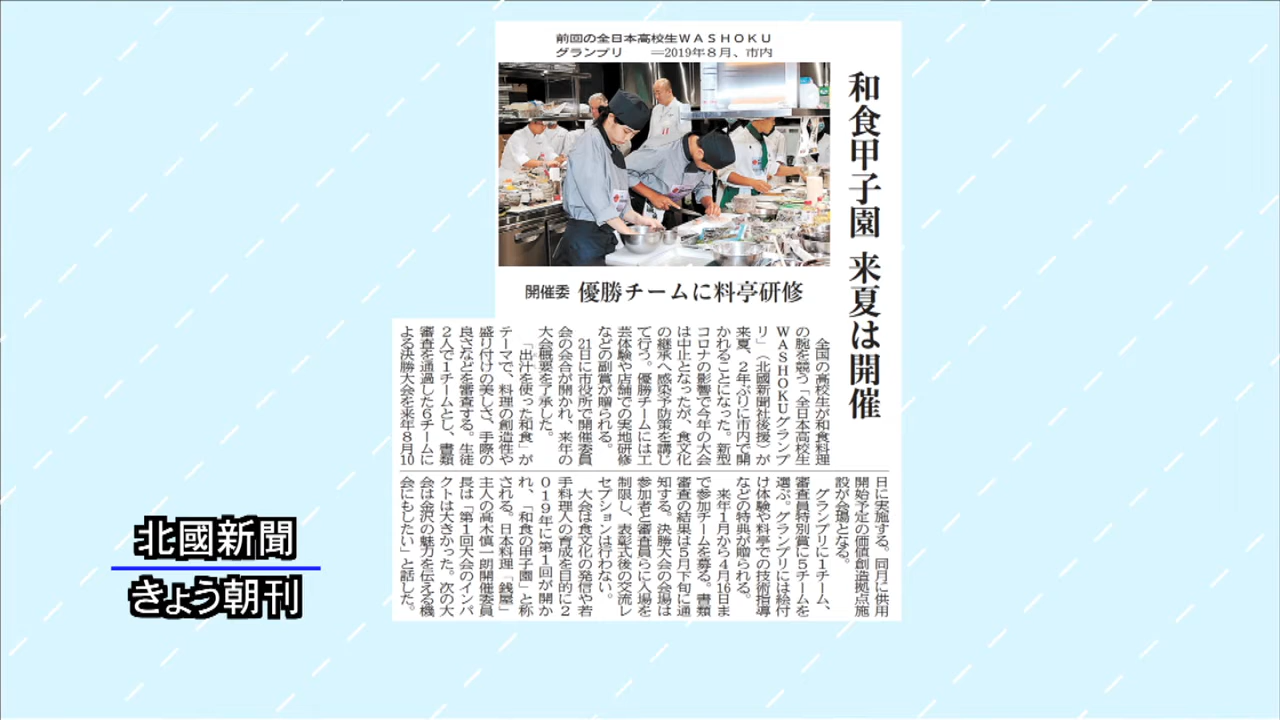 前回の全日本高校生ＷＡＳＨＯＫＵ
グランプリ　＝2019年８月、市内
和食甲子園 来夏は開催
開催委 優勝チームに料亭研修
全国の高校生が和食料理
の腕を競う「全日本高校生
ＷＡＳＨＯＫＵグランプ
リ」（北國新聞社後援）が
来夏、２年ぶりに市内で開
かれることになった。新型
コロナの影響で今年の大会
は中止となったが、食文化
の継承へ感染予防策を講じ
て行う。優勝チームには工
芸体験や店舗での実地研修
などの副賞が贈られる。
21日に市役所で開催委員
会の会合が開かれ、来年の
大会概要を了承した。
「出汁を使った和食」が
テーマで、料理の創造性や
盛り付けの美しさ、手際の
良さなどを審査する。生徒
２人で１チームとし、書類
審査を通過した６チームに
よる決勝大会を来年８月10
日に実施する。同月に供用
開始予定の価値創造拠点施
設が会場となる。
グランプリに１チーム、
審査員特別賞に５チームを
選ぶ。グランプリには絵付
け体験や料亭での技術指導
などの特典が贈られる。
来年１月から４月16日ま
で参加チームを募る。書類
審査の結果は５月下旬に通
知する。決勝大会の会場は
参加者と審査員らに入場を
制限し、表彰式後の交流レ
セプションは行わない。
大会は食文化の発信や若
手料理人の育成を目的に２
０１９年に第１回が開か
れ、「和食の甲子園」と称
される。日本料理「銭屋」
主人の髙木慎一朗開催委員
長は「第１回大会のインパ
クトは大きかった。次の大
会は金沢の魅力を伝える機
会にもしたい」と話した。
北國新聞
きょう朝刊